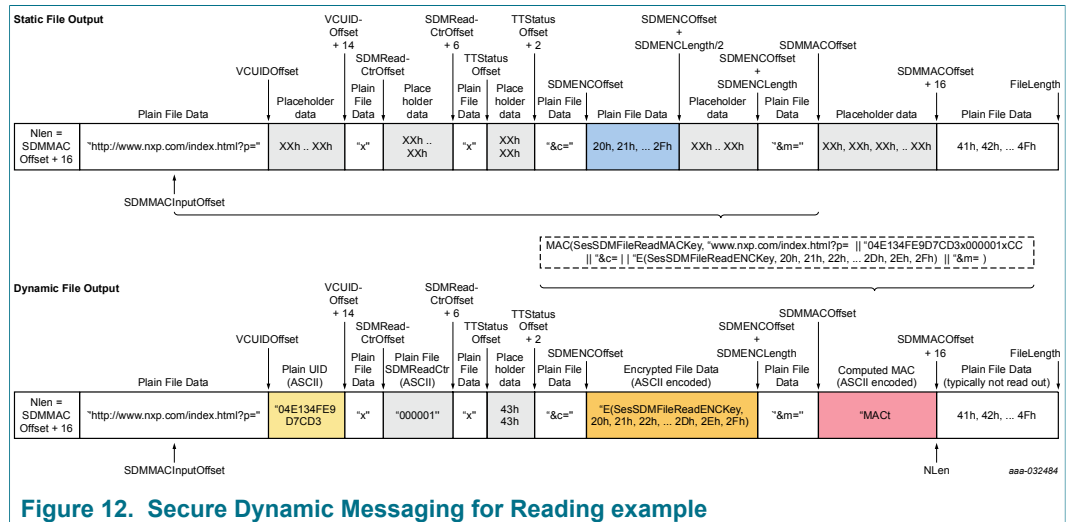 Static File Output
VCUID-
Offset
+ 14
SDMRead-
CtrOffset
+ 6
TTStatus
Offset
+ 2
SDMENCOffset
+
SDMENCLength/2
SDMMACOffset
VCUIDOffset
SDMRead-
CtrOffset
TTStatus
Offset
SDMENCOffset
SDMENCOffset
+
SDMENCLength
SDMMACOffset
+ 16
FileLength
Plain File Data
Placeholder
data
Plain
File
Data
Place
holder
data
Plain
File
Data
Place
holder
data
Plain File
Data
Plain File Data
Placeholder
data
Plain File
Data
Placeholder data
Plain File Data
Nlen =
SDMMAC
Offset + 16
"http://www.nxp.com/index.html?p="
XXh .. XXh
"x"
XXh ..
XXh
"x"
XXh
XXh
"&c="
20h, 21h, ... 2Fh
XXh .. XXh
"&m="
XXh, XXh, XXh, .. XXh
41h, 42h, ... 4Fh
SDMMACInputOffset
MAC(SesSDMFileReadMACKey, "www.nxp.com/index.html?p= || "04E134FE9D7CD3x000001xCC
|| "&c= | | "E(SesSDMFileReadENCKey, 20h, 21h, 22h, ... 2Dh, 2Eh, 2Fh) || "&m= )
Dynamic File Output
VCUID-
Offset
+ 14
SDMRead-
CtrOffset
+ 6
TTStatus
Offset
+ 2
SDMMACOffset
VCUIDOffset
SDMRead-
CtrOffset
TTStatus
Offset
SDMENCOffset
SDMENCOffset
+
SDMENCLength
SDMMACOffset
+ 16
FileLength
Plain File Data
Plain UID
(ASCII)
Plain
File
Data
Plain File
SDMReadCtr
(ASCII)
Plain
File
Data
Place
holder
data
Plain File
Data
Encrypted File Data
(ASCII encoded)
Plain File
Data
Computed MAC
(ASCII encoded)
Plain File Data
(typically not read out)
Nlen =
SDMMAC
Offset + 16
"http://www.nxp.com/index.html?p="
"04E134FE9
D7CD3
"x"
"000001"
"x"
43h
43h
"&c="
"E(SesSDMFileReadENCKey,
20h, 21h, 22h, ... 2Dh, 2Eh, 2Fh)
"&m="
"MACt
41h, 42h, ... 4Fh
SDMMACInputOffset
NLen
aaa-032484
Figure 12. Secure Dynamic Messaging for Reading example